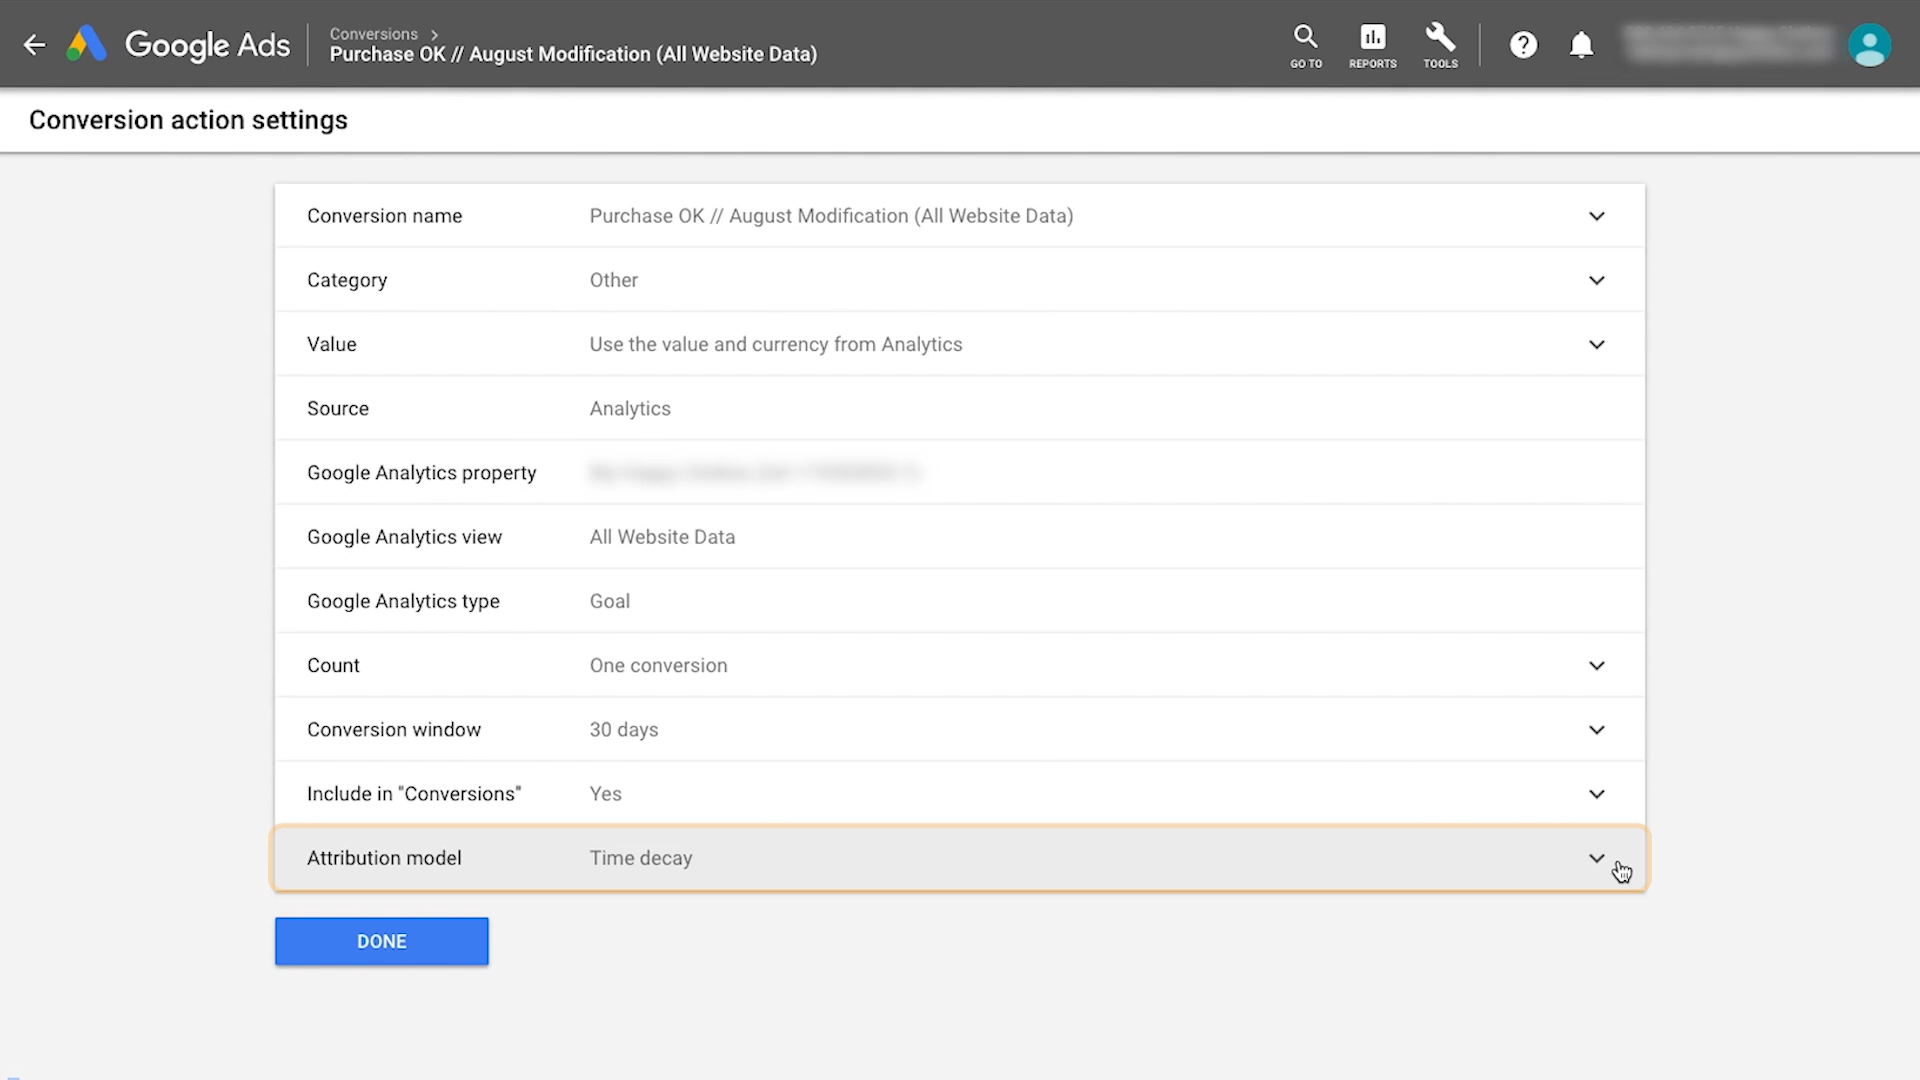 Google Ads
Conversions
Purchase OK // August Modification (All Website Data)
GO TO
REPORTS
TOOLS
Conversion action settings
Conversion name Purchase OK // August Modification (All Website Data)
Category Other
Value Use the value and currency from Analytics
Source Analytics
Google Analytics property
Google Analytics view All Website Data
Google Analytics type Goal
Count One conversion
Conversion window 30 days
Include in "Conversions" Yes
Attribution model Time decay
DONE